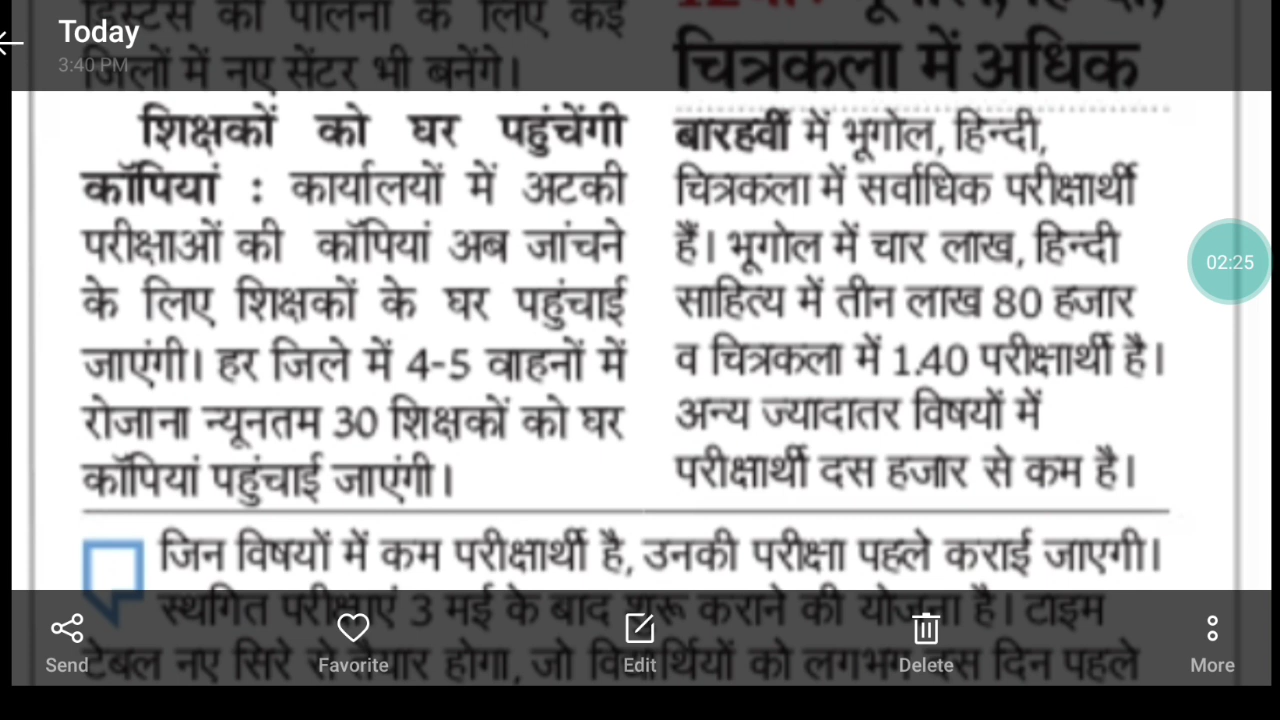 Today
3:40 PM
डिस्टेंस की पालना के लिए कई
जिलों में नए सेंटर भी बनेंगे।
शिक्षकों को घर पहुंचेंगी
कॉपियां : कार्यालयों में अटकी
परीक्षाओं की कॉपियां अब जांचने
के लिए शिक्षकों के घर पहुंचाई
जाएंगी। हर जिले में 4-5 वाहनों में
रोजाना न्यूनतम 30 शिक्षकों को घर
कॉपियां पहुंचाई जाएंगी।
चित्रकला में अधिक
बारहवीं में भूगोल, हिन्दी,
चित्रकला में सर्वाधिक परीक्षार्थी
हैं। भूगोल में चार लाख, हिन्दी
साहित्य में तीन लाख 80 हजार
व चित्रकला में 1.40 परीक्षार्थी है।
अन्य ज्यादातर विषयों में
परीक्षार्थी दस हजार से कम है।
02:25
जिन विषयों में कम परीक्षार्थी है, उनकी परीक्षा पहले कराई जाएगी।
स्थगित परीक्षाएं 3 मई के बाद शुरू कराने की योजना है। टाइम
टेबल नए सिरे से तैयार होगा, जो विद्यार्थियों को लगभग दस दिन पहले
Send
Favorite
Edit
Delete
More